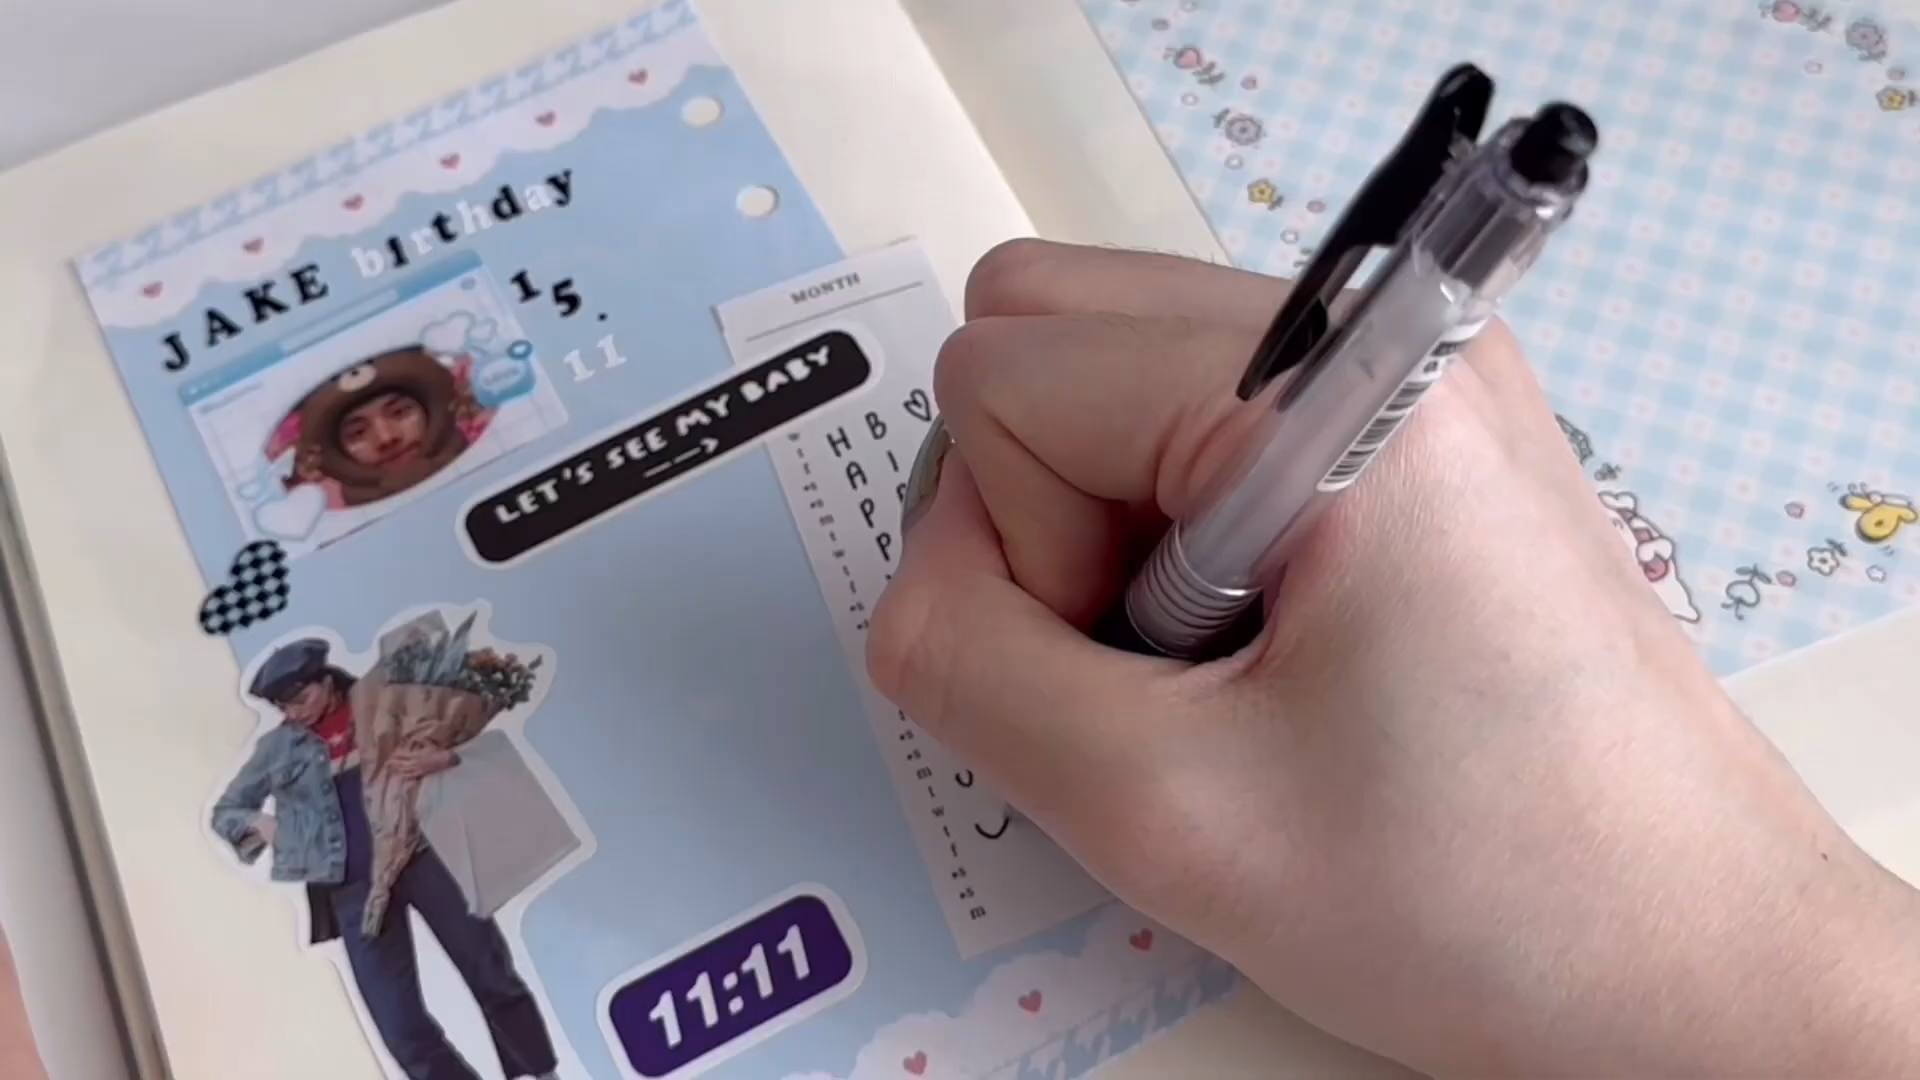 JAKE birthday
15.
11
MONTH
LET'S SEE MY BABY
H B ♡
A I
P
P
11:11